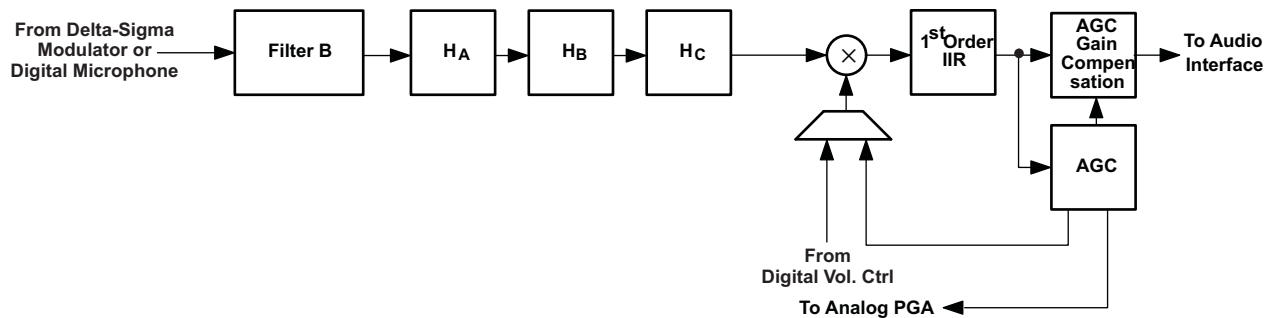 From Delta-Sigma
Modulator or
Digital Microphone
Filter B
HA
HB
HC
×
1st Order
IIR
AGC
Gain
Compen
sation
To Audio
Interface
AGC
From
Digital Vol. Ctrl
To Analog PGA